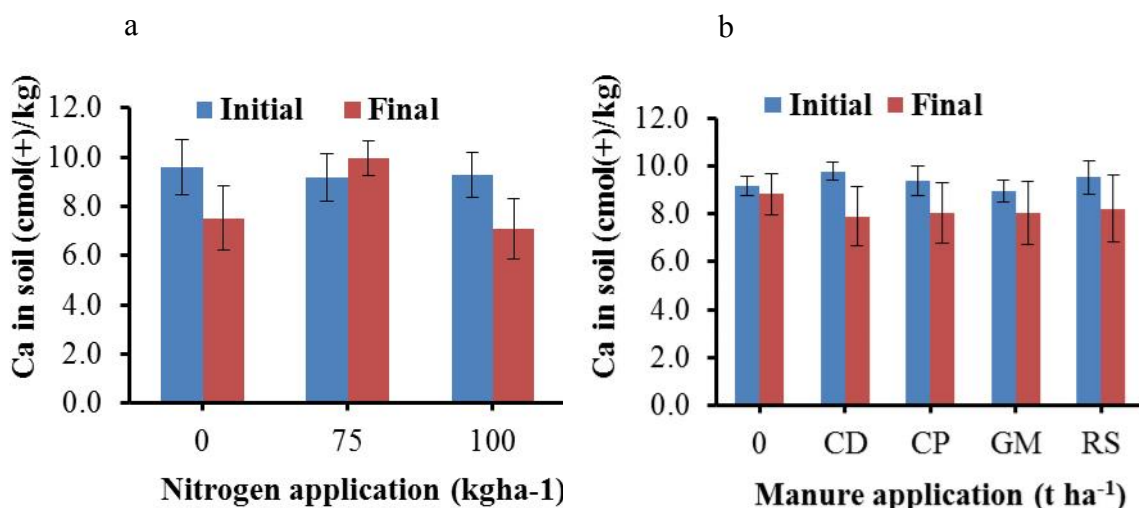 a
Ca in soil (cmol(+)/kg)
Initial Final
12.0
10.0
8.0
6.0
4.0
2.0
0.0
0 75 100
Nitrogen application (kgha-1)
b
Ca in soil (cmol(+)/kg)
Initial Final
12.0
10.0
8.0
6.0
4.0
2.0
0.0
0 CD CP GM RS
Manure application (t ha⁻¹)